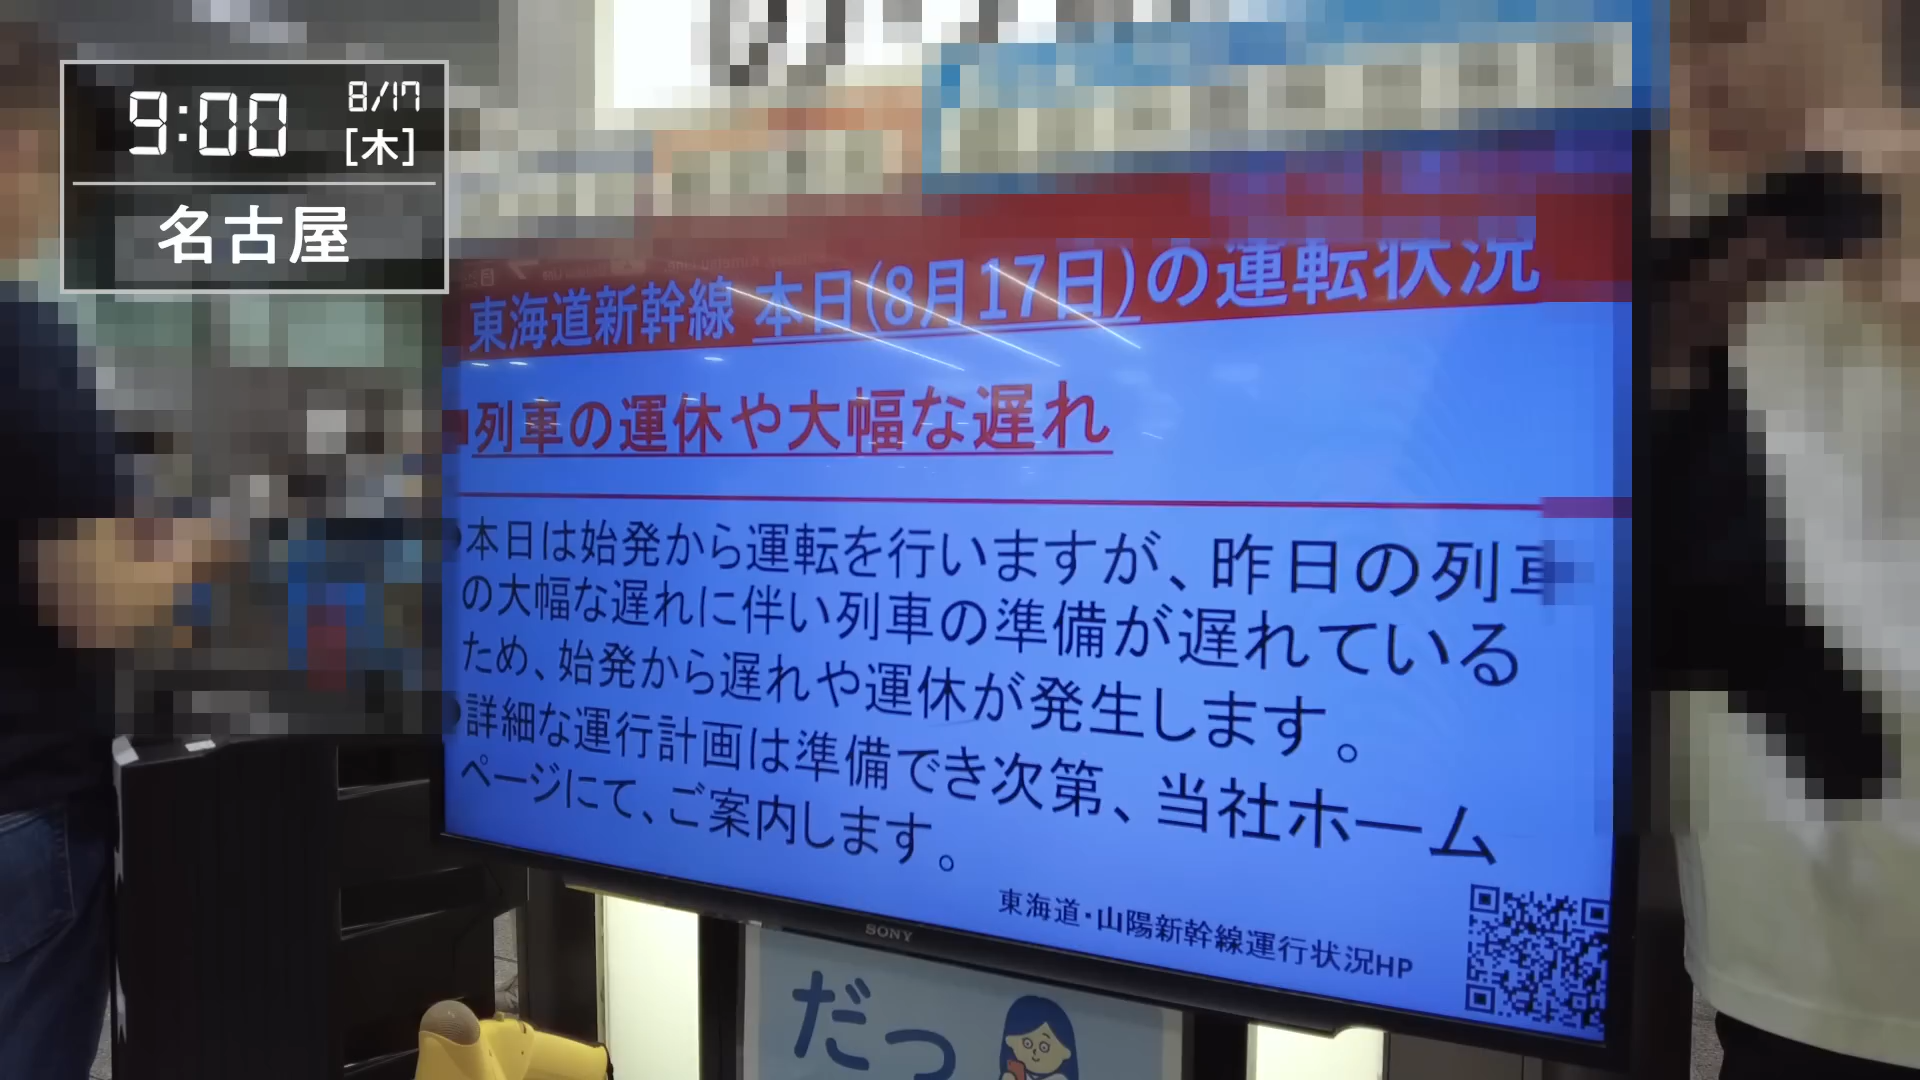 9:00
8/17
[木]
名古屋
東海道新幹線 本日(8月17日)の運転状況
■列車の運休や大幅な遅れ
●本日は始発から運転を行いますが、昨日の列車
の大幅な遅れに伴い列車の準備が遅れている
ため、始発から遅れや運休が発生します。
●詳細な運行計画は準備でき次第、当社ホーム
ページにて、ご案内します。
東海道・山陽新幹線運行状況HP
SONY
だっ